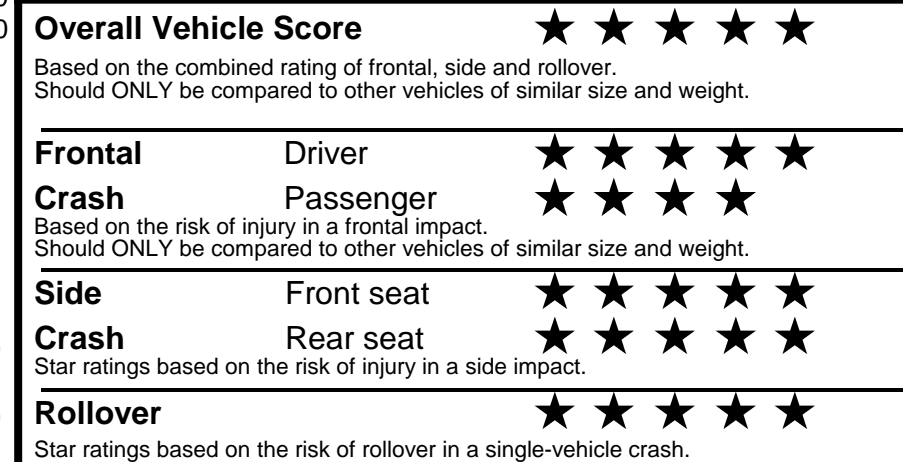 Overall Vehicle Score ★ ★ ★ ★ ★
Based on the combined rating of frontal, side and rollover.
Should ONLY be compared to other vehicles of similar size and weight.
Frontal Driver ★ ★ ★ ★ ★
Crash Passenger ★ ★ ★ ★
Based on the risk of injury in a frontal impact.
Should ONLY be compared to other vehicles of similar size and weight.
Side Front seat ★ ★ ★ ★ ★
Crash Rear seat ★ ★ ★ ★ ★
Star ratings based on the risk of injury in a side impact.
Rollover ★ ★ ★ ★ ★
Star ratings based on the risk of rollover in a single-vehicle crash.